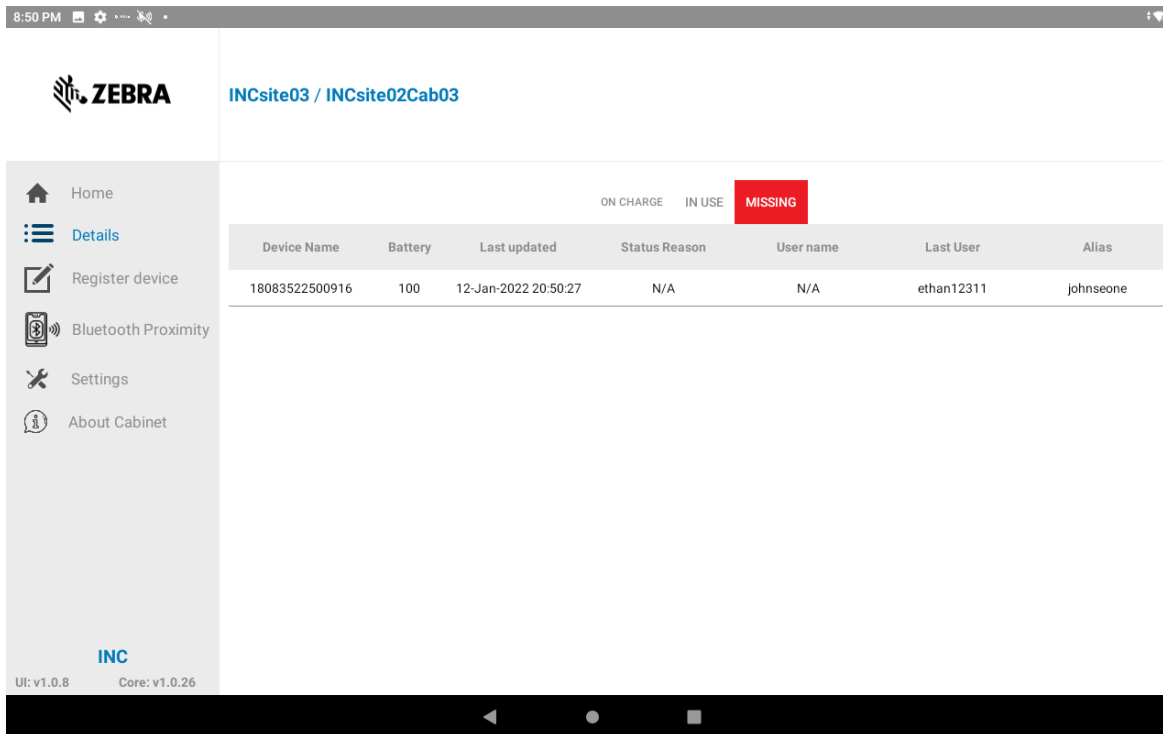 8:50 PM
ZEBRA
INCsite03 / INCsite02Cab03
Home
Details
Register device
Bluetooth Proximity
Settings
About Cabinet
INC
UI: v1.0.8 Core: v1.0.26
ON CHARGE IN USE MISSING
Device Name Battery Last updated Status Reason User name Last User Alias
18083522500916 100 12-Jan-2022 20:50:27 N/A N/A ethan12311 johnseone